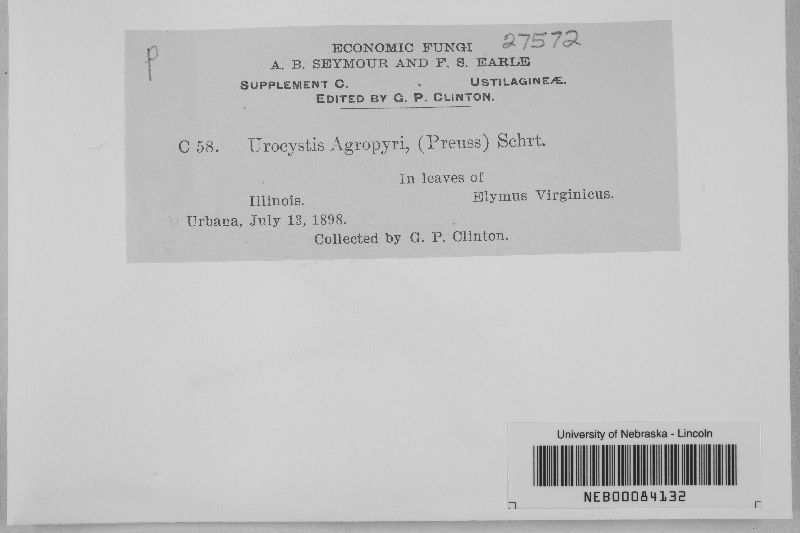 P
27572
ECONOMIC FUNGI
A. B. SEYMOUR AND F. S. EARLE
SUPPLEMENT C. USTILAGINEÆ.
EDITED BY G. P. CLINTON.
C 58. Urocystis Agropyri, (Preuss) Schrt.
In leaves of
Illinois. Elymus Virginicus.
Urbana, July 13, 1898.
Collected by G. P. Clinton.
University of Nebraska - Lincoln
NEB00084132